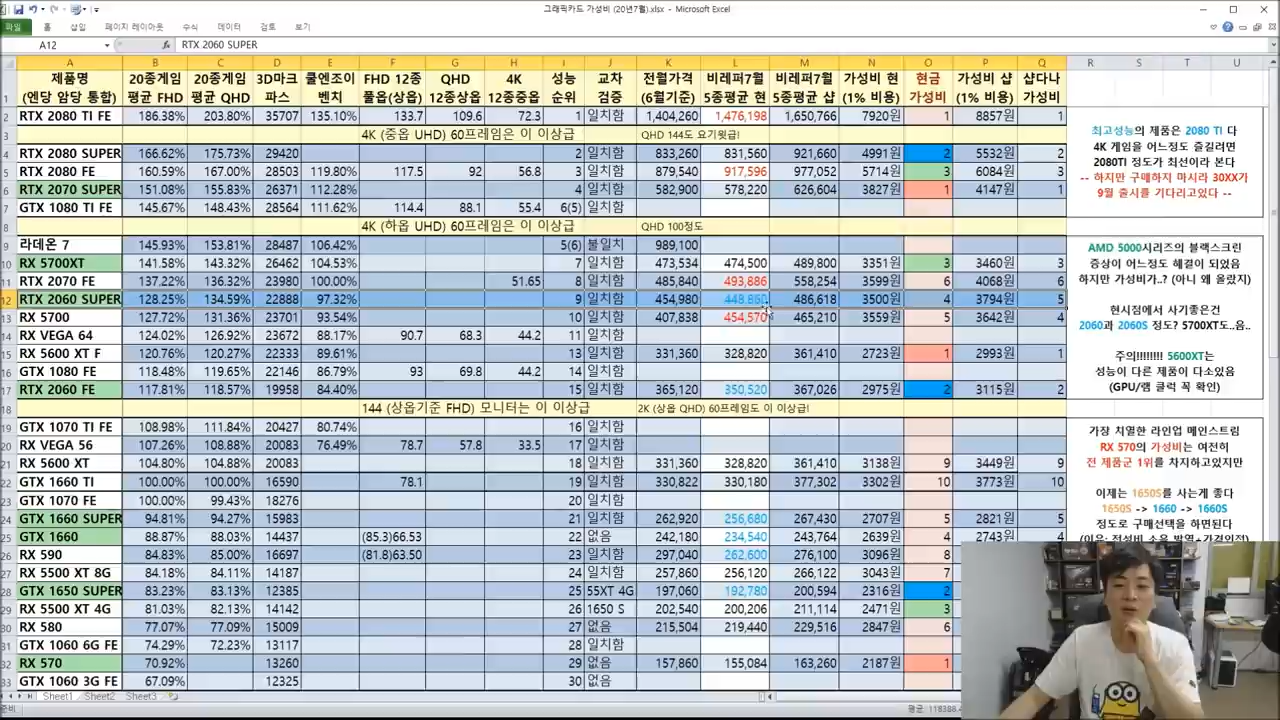 그래픽카드 가성비 (20년7월).xlsx - Microsoft Excel
파일 홈 삽입 페이지 레이아웃 수식 데이터 검토 보기
A12 fx RTX 2060 SUPER
A B C D E F G H I J K L M N O P Q R S T U
제품명 20종게임 20종게임 3D마크 쿨엔조이 FHD 12종 QHD 4K 성능 교차 전월가격 비레퍼7월 비레퍼7월 가성비 현 현금 가성비 샵 샵다나
1 (엔당 암당 통합) 평균 FHD 평균 QHD 파스 벤치 풀옵(상옵) 12종상옵 12종중옵 순위 검증 (6월기준) 5종평균 현 5종평균 샵 (1% 비용) 가성비 (1% 비용) 가성비
2 RTX 2080 TI FE 186.38% 203.80% 35707 135.10% 133.7 109.6 72.3 1 일치함 1,404,260 1,476,198 1,650,766 7920원 1 8857원 1
3 4K (중옵 UHD) 60프레임은 이 이상급 QHD 144도 요기윗급!
4 RTX 2080 SUPER 166.62% 175.73% 29420 2 일치함 833,260 831,560 921,660 4991원 2 5532원 2
5 RTX 2080 FE 160.59% 167.00% 28503 119.80% 117.5 92 56.8 3 일치함 879,540 917,596 977,052 5714원 3 6084원 3
6 RTX 2070 SUPER 151.08% 155.83% 26371 112.28% 4 일치함 582,900 578,220 626,604 3827원 1 4147원 1
7 GTX 1080 TI FE 145.67% 148.43% 28564 111.62% 114.4 88.1 55.4 6(5) 일치함
8 4K (하옵 UHD) 60프레임은 이 이상급 QHD 100정도
9 라데온 7 145.93% 153.81% 28487 106.42% 5(6) 불일치 989,100
10 RX 5700XT 141.58% 143.32% 26462 104.53% 7 일치함 473,534 474,500 489,800 3351원 3 3460원 3
11 RTX 2070 FE 137.22% 136.32% 23980 100.00% 51.65 8 일치함 485,840 493,886 558,254 3599원 6 4068원 6
12 RTX 2060 SUPER 128.25% 134.59% 22888 97.32% 9 일치함 454,980 448,860 486,618 3500원 4 3794원 5
13 RX 5700 127.72% 131.36% 23701 93.54% 10 일치함 407,838 454,570 465,210 3559원 5 3642원 4
14 RX VEGA 64 124.02% 126.92% 23672 88.17% 90.7 68.3 44.2 11 일치함
15 RX 5600 XT F 120.76% 120.27% 22333 89.61% 13 일치함 331,360 328,820 361,410 2723원 1 2993원 1
16 GTX 1080 FE 118.48% 119.65% 22146 86.79% 93 69.8 44.2 14 일치함
17 RTX 2060 FE 117.81% 118.57% 19958 84.40% 15 일치함 365,120 350,520 367,026 2975원 2 3115원 2
18 144 (상옵기준 FHD) 모니터는 이 이상급 2K (상옵 QHD) 60프레임도 이 이상급!
19 GTX 1070 TI FE 108.98% 111.84% 20427 80.74% 16 일치함
20 RX VEGA 56 107.26% 108.88% 20083 76.49% 78.7 57.8 33.5 17 일치함
21 RX 5600 XT 104.80% 104.88% 20083 18 일치함 331,360 328,820 361,410 3138원 9 3449원 9
22 GTX 1660 TI 100.00% 100.00% 16590 78.1 19 일치함 330,822 330,180 377,302 3302원 10 3773원 10
23 GTX 1070 FE 100.00% 99.43% 18276 20 일치함
24 GTX 1660 SUPER 94.81% 94.27% 15983 21 일치함 262,920 256,680 267,430 2707원 5 2821원 5
25 GTX 1660 88.87% 88.03% 14437 (85.3)66.53 22 없음 242,180 234,540 243,764 2639원 4 2743원 4
26 RX 590 84.83% 85.00% 16697 (81.8)63.50 23 없음 297,040 262,600 276,100 3096원 8
27 RX 5500 XT 8G 84.18% 84.11% 14187 24 일치함 257,860 256,120 266,122 3043원 7
28 GTX 1650 SUPER 83.23% 83.13% 12385 25 55XT 4G 197,060 192,780 200,594 2316원 2
29 RX 5500 XT 4G 81.03% 82.13% 14142 26 1650 S 202,540 200,206 211,114 2471원 3
30 RX 580 77.07% 77.09% 15009 27 없음 215,504 219,440 229,516 2847원 6
31 GTX 1060 6G FE 74.29% 72.23% 13117 28 일치함
32 RX 570 70.92% 13260 29 없음 157,860 155,084 163,260 2187원 1
33 GTX 1060 3G FE 67.09% 12325 30 없음
최고성능의 제품은 2080 TI 다
4K 게임을 어느정도 즐길려면
2080TI 정도가 최선이라 본다
-- 하지만 구매하지 마시라 30XX가
9월 출시를 기다리고있다 --
AMD 5000시리즈의 블랙스크린
증상이 어느정도 해결이 되었음
하지만 가성비?..? (아니 왜 올랐지)
현시점에서 사기좋은건
2060과 2060S 정도? 5700XT도..음..
주의!!!!!!!! 5600XT는
성능이 다른 제품이 다소있음
(GPU/램 클럭 꼭 확인)
가장 치열한 라인업 메인스트림
RX 570의 가성비는 여전히
전 제품군 1위를 차지하고있지만
이제는 1650S를 사는게 좋다
1650S -> 1660 -> 1660S
정도로 구매선택을 하면된다
Sheet1 Sheet2 Sheet3